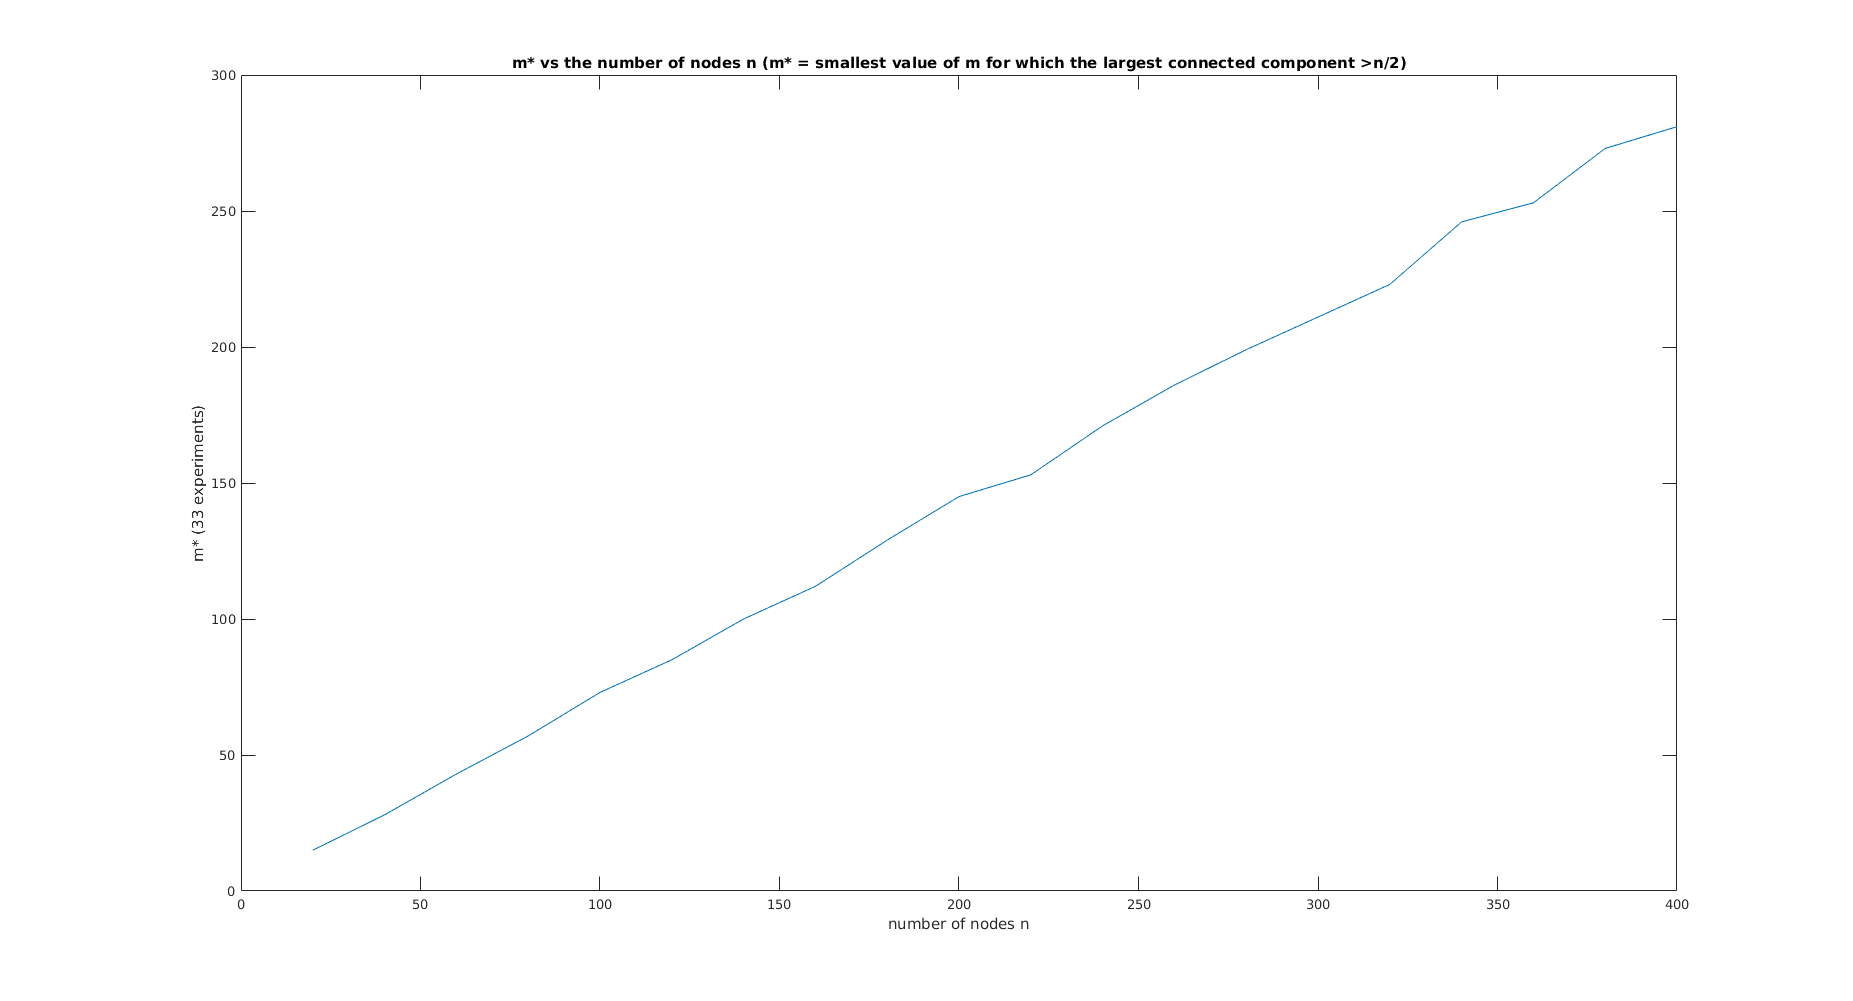 m* vs the number of nodes n (m* = smallest value of m for which the largest connected component >n/2)
300
250
200
150
100
50
0
m* (33 experiments)
0 50 100 150 200 250 300 350 400
number of nodes n